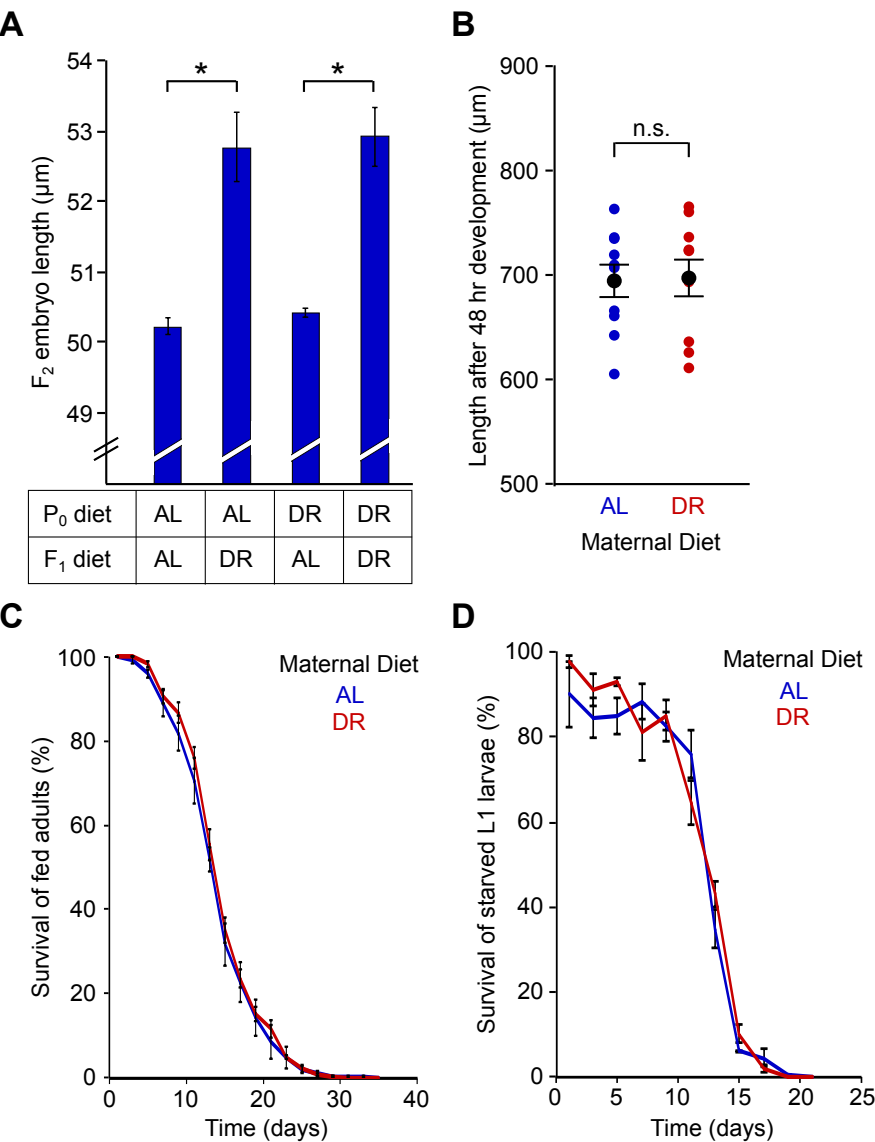 A
54
53
52
51
50
49
F₂ embryo length (µm)
*
*
P₀ diet AL AL DR DR
F₁ diet AL DR AL DR
B
900
800
700
600
500
Length after 48 hr development (µm)
n.s.
AL DR
Maternal Diet
C
100
80
60
40
20
0
Survival of fed adults (%)
Maternal Diet
AL
DR
0 10 20 30 40
Time (days)
D
100
80
60
40
20
0
Survival of starved L1 larvae (%)
Maternal Diet
AL
DR
0 5 10 15 20 25
Time (days)